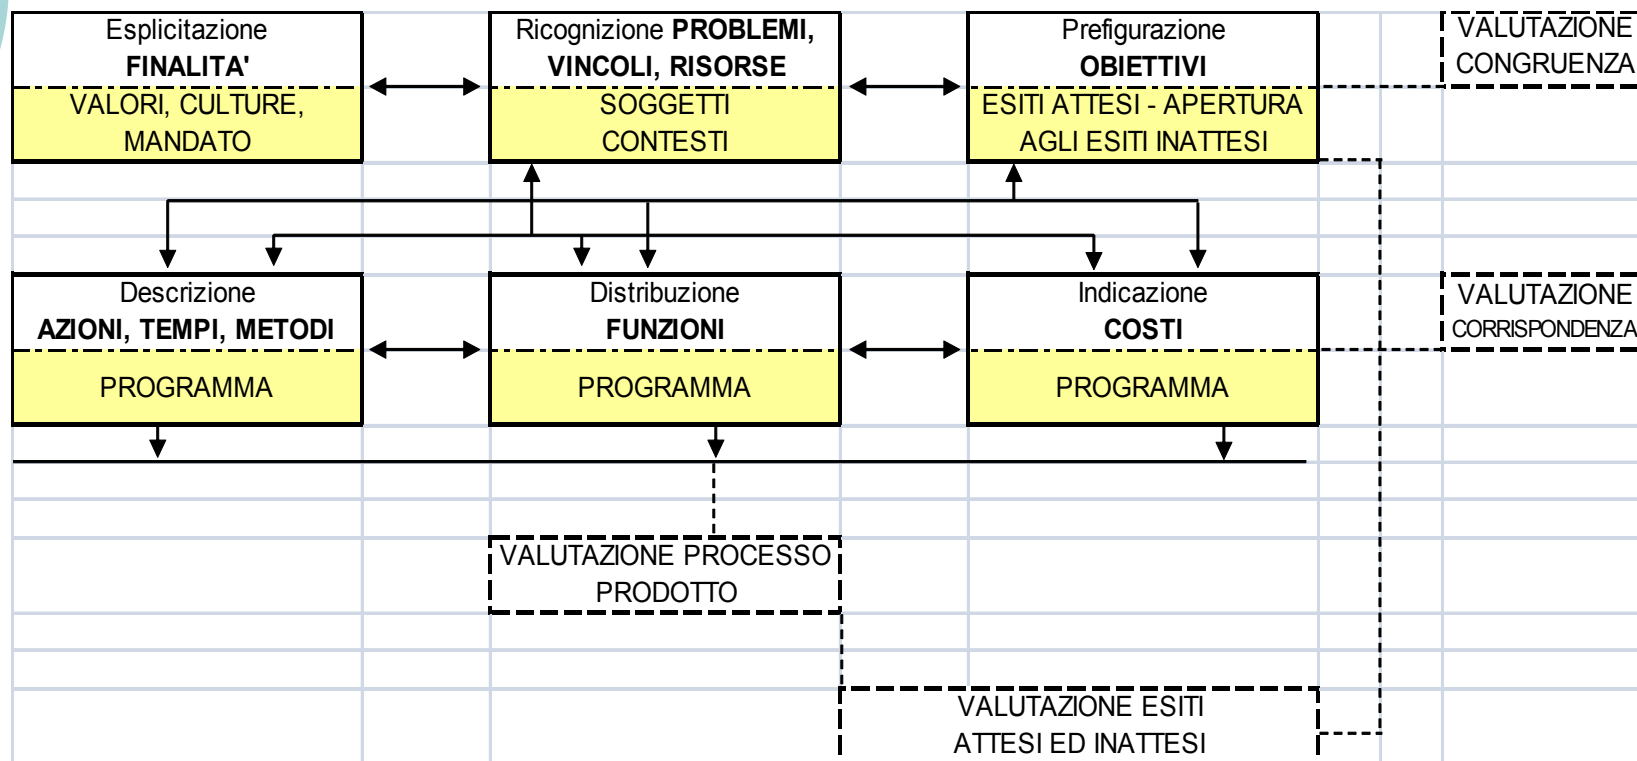 Esplicitazione
FINALITA'
VALORI, CULTURE,
MANDATO
Ricognizione PROBLEMI,
VINCOLI, RISORSE
SOGGETTI
CONTESTI
Prefigurazione
OBIETTIVI
ESITI ATTESI - APERTURA
AGLI ESITI INATTESI
VALUTAZIONE
CONGRUENZA
Descrizione
AZIONI, TEMPI, METODI
PROGRAMMA
Distribuzione
FUNZIONI
PROGRAMMA
Indicazione
COSTI
PROGRAMMA
VALUTAZIONE
CORRISPONDENZA
VALUTAZIONE PROCESSO
PRODOTTO
VALUTAZIONE ESITI
ATTESI ED INATTESI